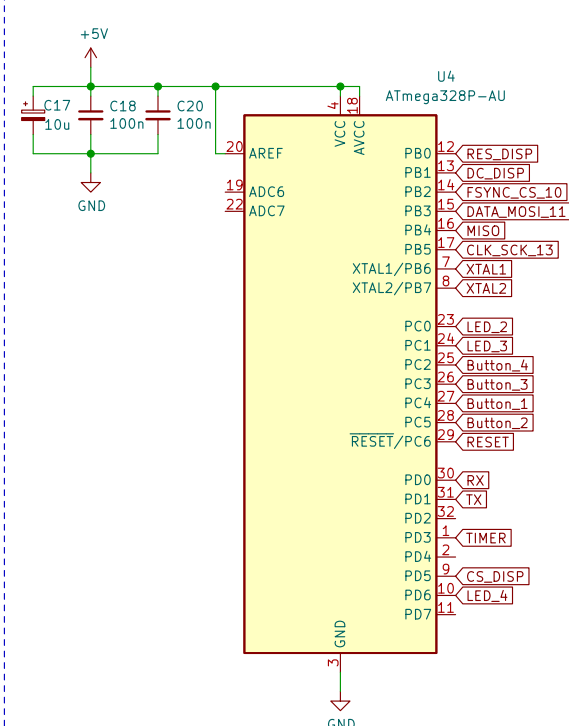 +5V
U4
ATmega328P-AU
C17
10u
C18
100n
C20
100n
4
18
VCC
AVCC
20 AREF
19 ADC6
22 ADC7
GND
PB0 12 RES_DISP
PB1 13 DC_DISP
PB2 14 FSYNC_CS_10
PB3 15 DATA_MOSI_11
PB4 16 MISO
PB5 17 CLK_SCK_13
XTAL1/PB6 7 XTAL1
XTAL2/PB7 8 XTAL2
PC0 23 LED_2
PC1 24 LED_3
PC2 25 Button_4
PC3 26 Button_3
PC4 27 Button_1
PC5 28 Button_2
RESET/PC6 29 RESET
PD0 30 RX
PD1 31 TX
PD2 32
PD3 1 TIMER
PD4 2
PD5 9 CS_DISP
PD6 10 LED_4
PD7 11
GND
3
GND